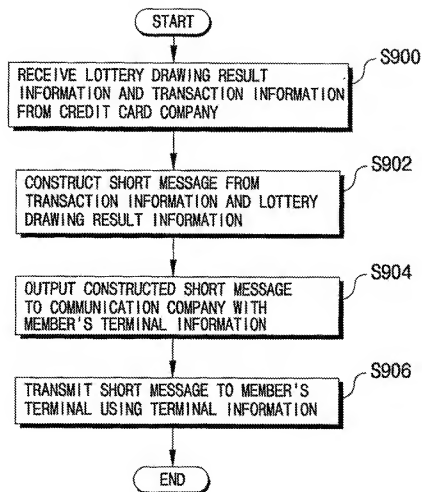 START
S900
RECEIVE LOTTERY DRAWING RESULT
INFORMATION AND TRANSACTION INFORMATION
FROM CREDIT CARD COMPANY
S902
CONSTRUCT SHORT MESSAGE FROM
TRANSACTION INFORMATION AND LOTTERY
DRAWING RESULT INFORMATION
S904
OUTPUT CONSTRUCTED SHORT MESSAGE
TO COMMUNICATION COMPANY WITH
MEMBER'S TERMINAL INFORMATION
S906
TRANSMIT SHORT MESSAGE TO MEMBER'S
TERMINAL USING TERMINAL INFORMATION
END